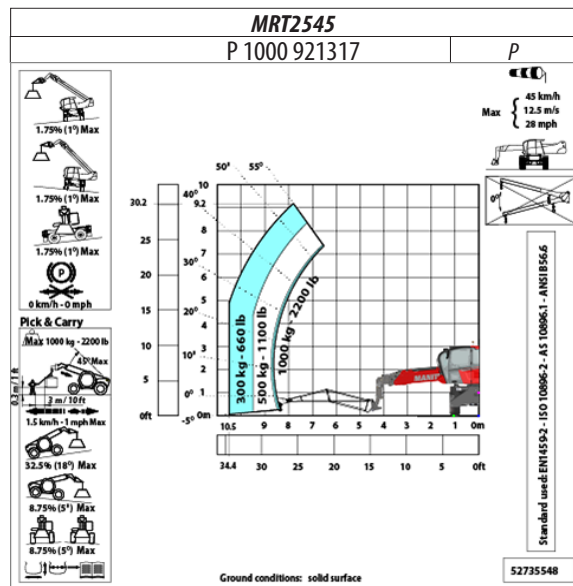 MRT2545
P 1000 921317
P
1.75% (1°) Max
1.75% (1°) Max
1.75% (1°) Max
P
0 km/h - 0 mph
Pick & Carry
Max 1000 kg - 2200 lb
45° Max
0.3 m / 1 ft
3 m / 10 ft
1.5 km/h - 1 mph Max
32.5% (18°) Max
8.75% (5°) Max
8.75% (5°) Max
Max
45 km/h
12.5 m/s
28 mph
0°
50°
55°
40°
30°
20°
10°
0°
-5°
30.2
25
20
15
10
5
0ft
10
9.2
8
7
6
5
4
3
2
1
0m
300 kg - 660 lb
500 kg - 1100 lb
1000 kg - 2200 lb
10.5 9 8 7 6 5 4 3 2 1 0m
34.4 30 25 20 15 10 5 0ft
Standard used: EN1459-2 - ISO 10896-2 - AS 10896.1 - ANSI B56.6
Ground conditions: solid surface
52735548